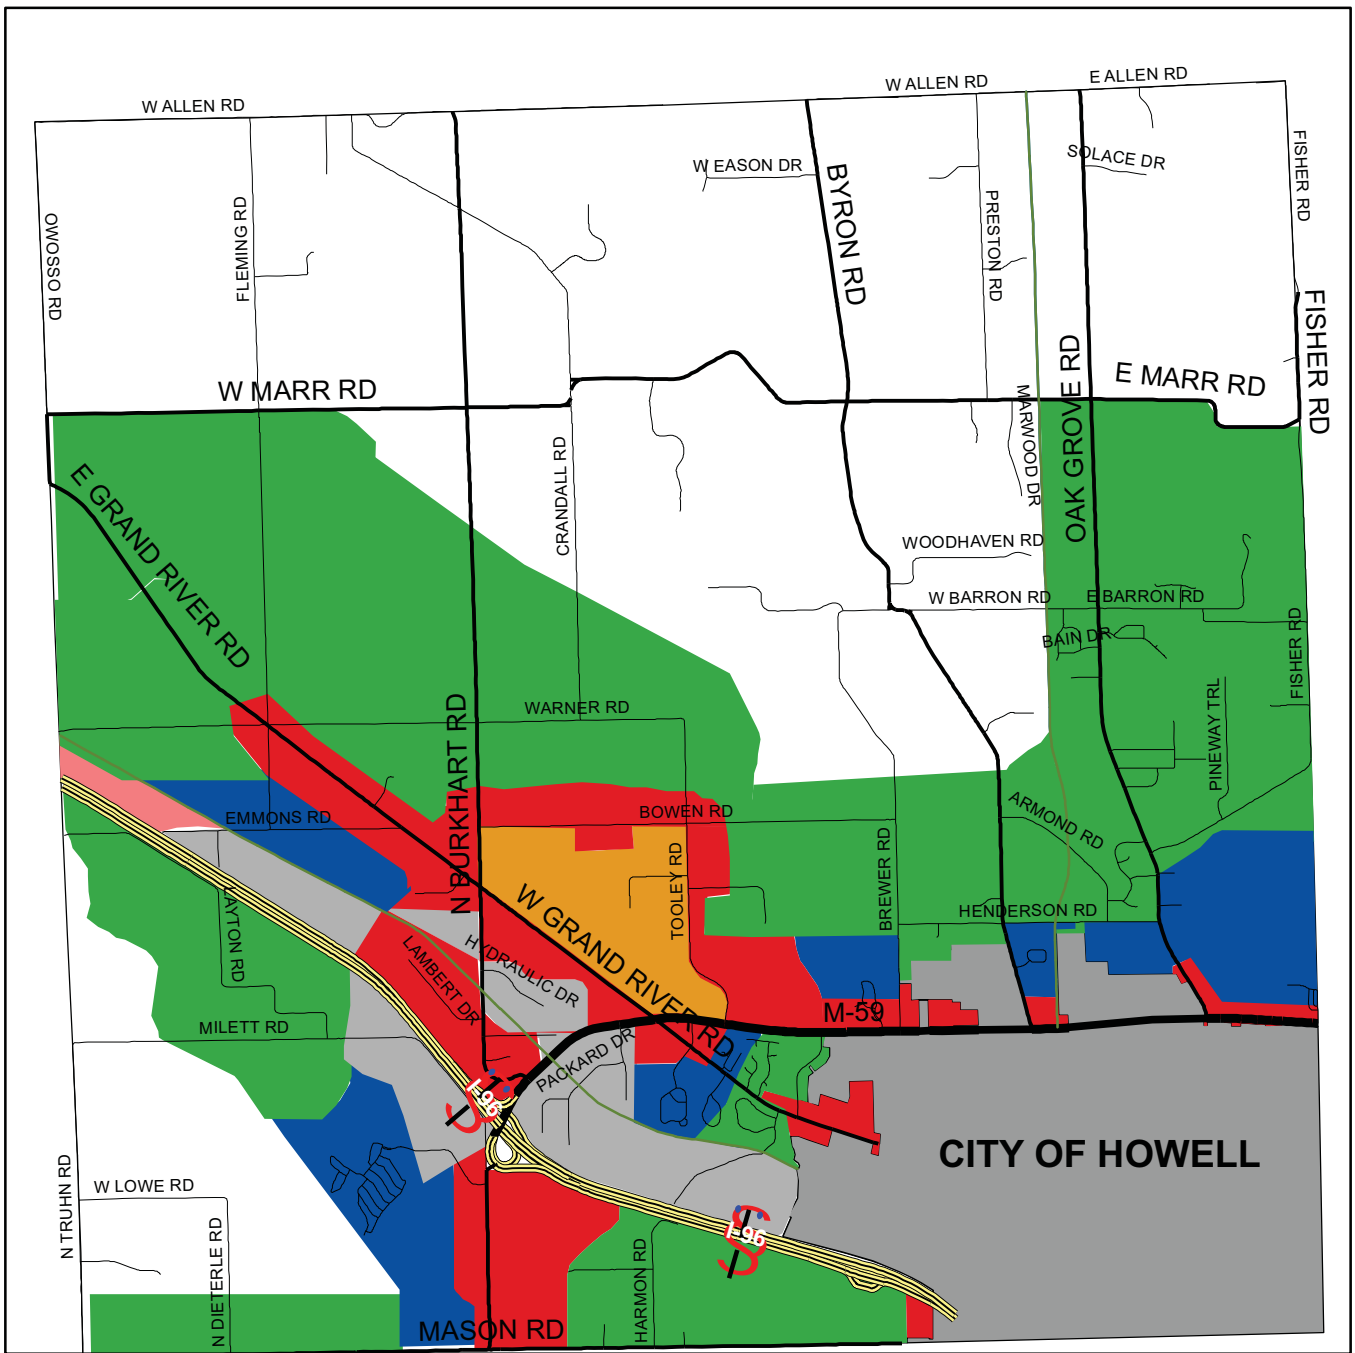 W ALLEN RD
W ALLEN RD
E ALLEN RD
FISHER RD
W EASON DR
SOLACE DR
BYRON RD
PRESTON RD
OWOSSO RD
FLEMING RD
FISHER RD
W MARR RD
E MARR RD
OAK GROVE RD
MARWOOD DR
CRANDALL RD
E GRAND RIVER RD
WOODHAVEN RD
W BARRON RD
E BARRON RD
BAIN DR
FISHER RD
PINEWAY TRL
WARNER RD
N BURKHART RD
BOWEN RD
EMMONS RD
ARMOND RD
TOOLEY RD
BREWER RD
HENDERSON RD
W GRAND RIVER RD
LAYTON RD
LAMBERT DR
HYDRAULIC DR
MILETT RD
M-59
PACKARD DR
I-96
CITY OF HOWELL
N TRUHN RD
W LOWE RD
N DIETERLE RD
HARMON RD
I-96
MASON RD